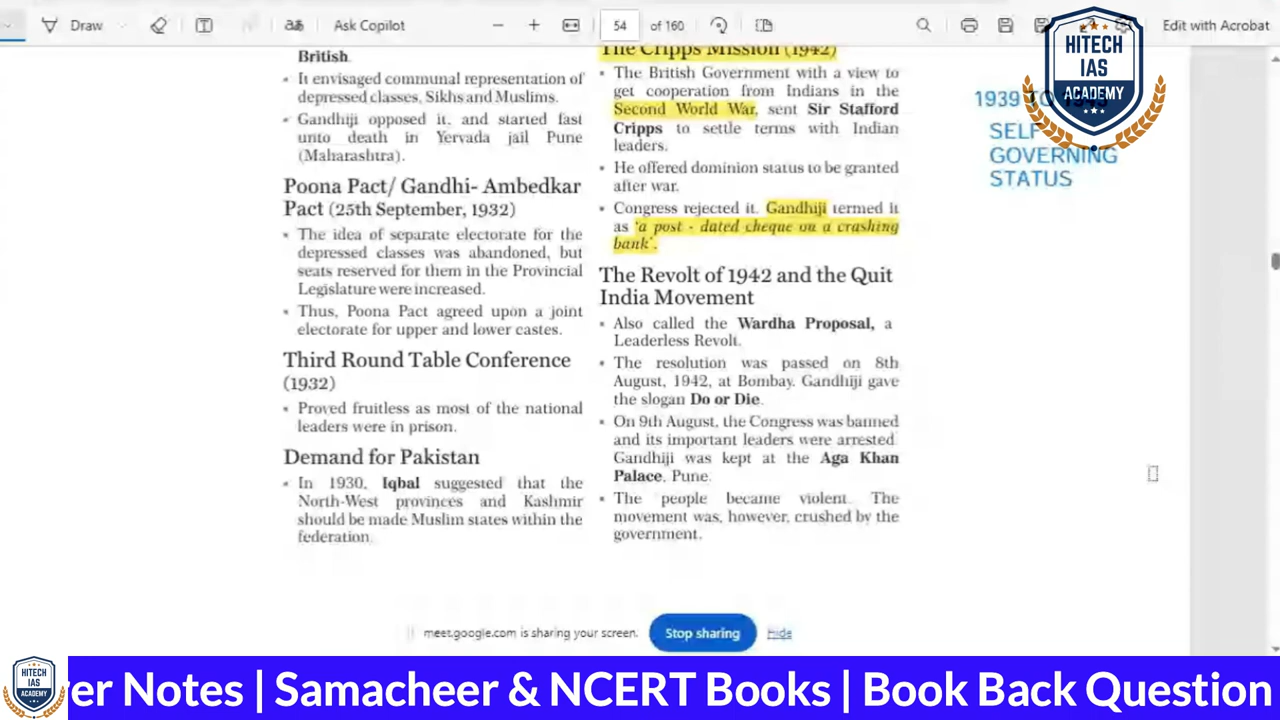 Draw
Ask Copilot
54 of 160
Edit with Acrobat
British.
It envisaged communal representation of
depressed classes, Sikhs and Muslims.
Gandhiji opposed it, and started fast
unto death in Yervada jail Pune
(Maharashtra).
Poona Pact/ Gandhi- Ambedkar
Pact (25th September, 1932)
The idea of separate electorate for the
depressed classes was abandoned, but
seats reserved for them in the Provincial
Legislature were increased.
Thus, Poona Pact agreed upon a joint
electorate for upper and lower castes.
Third Round Table Conference
(1932)
Proved fruitless as most of the national
leaders were in prison.
Demand for Pakistan
In 1930, Iqbal suggested that the
North-West provinces and Kashmir
should be made Muslim states within the
federation.
The Cripps Mission (1942)
The British Government with a view to
get cooperation from Indians in the
Second World War, sent Sir Stafford
Cripps to settle terms with Indian
leaders.
He offered dominion status to be granted
after war.
Congress rejected it. Gandhiji termed it
as 'a post - dated cheque on a crashing
bank'.
The Revolt of 1942 and the Quit
India Movement
Also called the Wardha Proposal, a
Leaderless Revolt.
The resolution was passed on 8th
August, 1942, at Bombay. Gandhiji gave
the slogan Do or Die.
On 9th August, the Congress was banned
and its important leaders were arrested.
Gandhiji was kept at the Aga Khan
Palace, Pune.
The people became violent. The
movement was, however, crushed by the
government.
1939 TO
SELF
GOVERNING
STATUS
HITECH
IAS
ACADEMY
meet.google.com is sharing your screen.
Stop sharing
Hide
HITECH
IAS
ACADEMY
er Notes | Samacheer & NCERT Books | Book Back Question